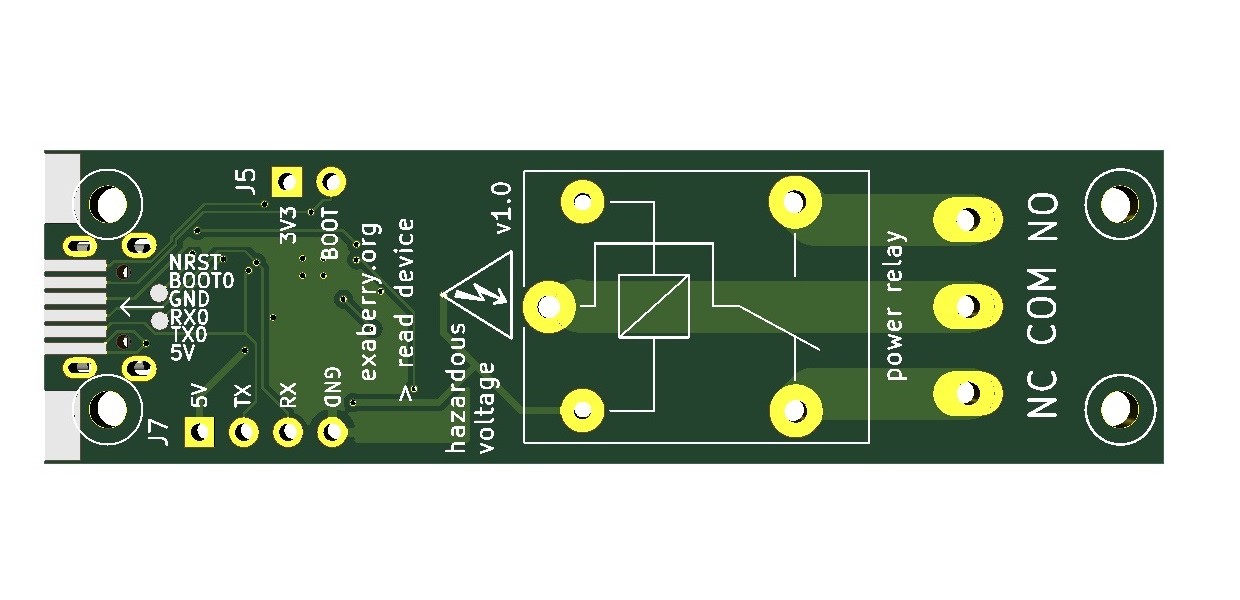 J5
3V3
BOOT
NRST
BOOT0
GND
RX0
TX0
5V
J7
5V
TX
RX
GND
exaberry.org
> read device
v1.0
hazardous
voltage
power relay
NC COM NO